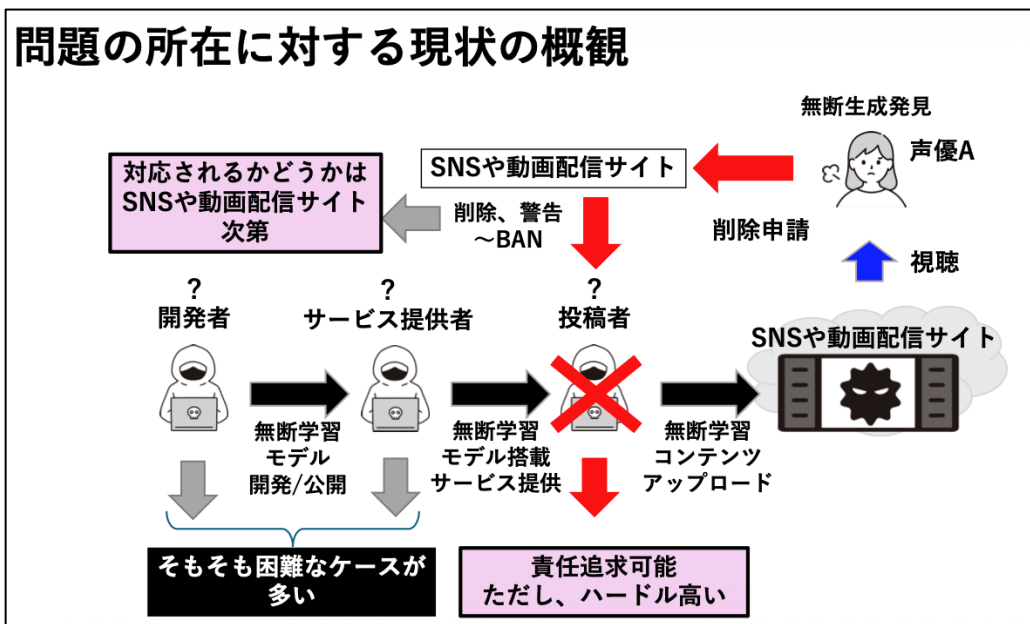 問題の所在に対する現状の概観
無断生成発見
声優A
SNSや動画配信サイト
対応されるかどうかは
SNSや動画配信サイト
次第
削除、警告
～BAN
削除申請
視聴
?
開発者
?
サービス提供者
?
投稿者
SNSや動画配信サイト
無断学習
モデル
開発/公開
無断学習
モデル搭載
サービス提供
無断学習
コンテンツ
アップロード
そもそも困難なケースが
多い
責任追求可能
ただし、ハードル高い